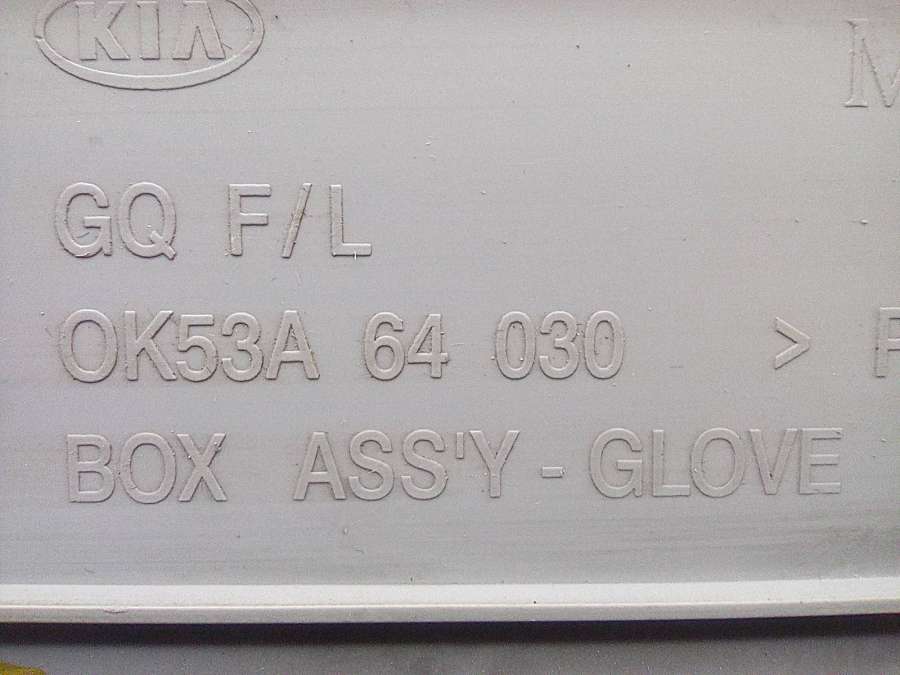 KIA M
GQ F/L
OK53A 64 030 > P
BOX ASS'Y - GLOVE